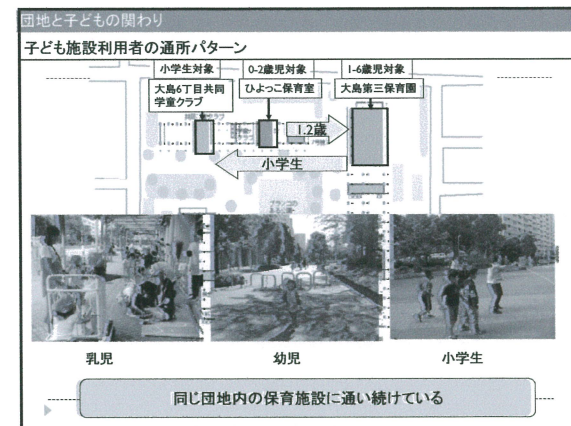 団地と子どもの関わり
子ども施設利用者の通所パターン
小学生対象
0-2歳児対象
1-6歳児対象
大島6丁目共同
学童クラブ
ひよっこ保育室
大島第三保育園
1.2歳
小学生
ブランコの
乳児
幼児
小学生
同じ団地内の保育施設に通い続けている